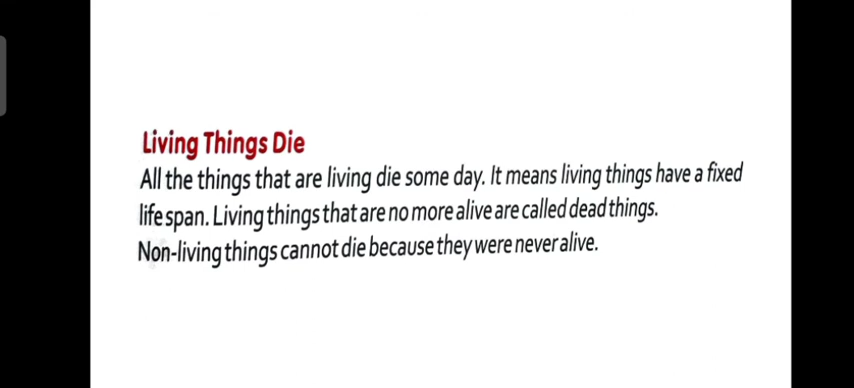 Living Things Die
All the things that are living die some day. It means living things have a fixed
life span. Living things that are no more alive are called dead things.
Non-living things cannot die because they were never alive.